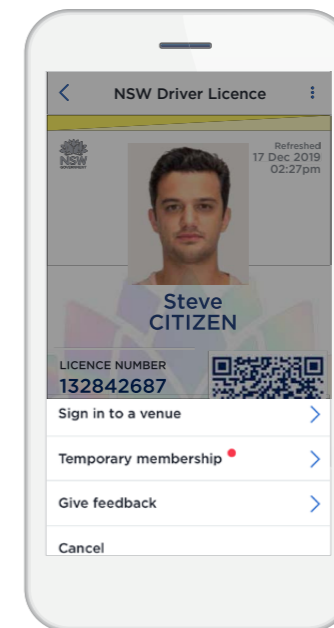 NSW Driver Licence
Refreshed
17 Dec 2019
02:27pm
NSW
GOVERNMENT
Steve
CITIZEN
LICENCE NUMBER
132842687
Sign in to a venue
Temporary membership
Give feedback
Cancel